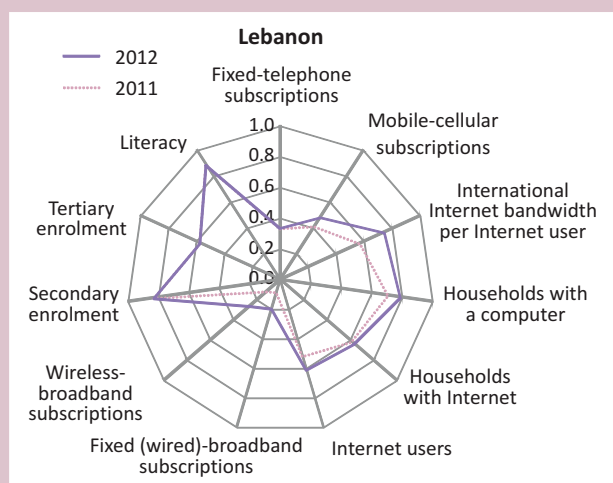 Lebanon
2012
2011
Fixed-telephone
subscriptions
Mobile-cellular
subscriptions
International
Internet bandwidth
per Internet user
Households with
a computer
Households
with Internet
Internet users
Fixed (wired)-broadband
subscriptions
Wireless-
broadband
subscriptions
Secondary
enrolment
Tertiary
enrolment
Literacy
1.0
0.8
0.6
0.4
0.2
0.0